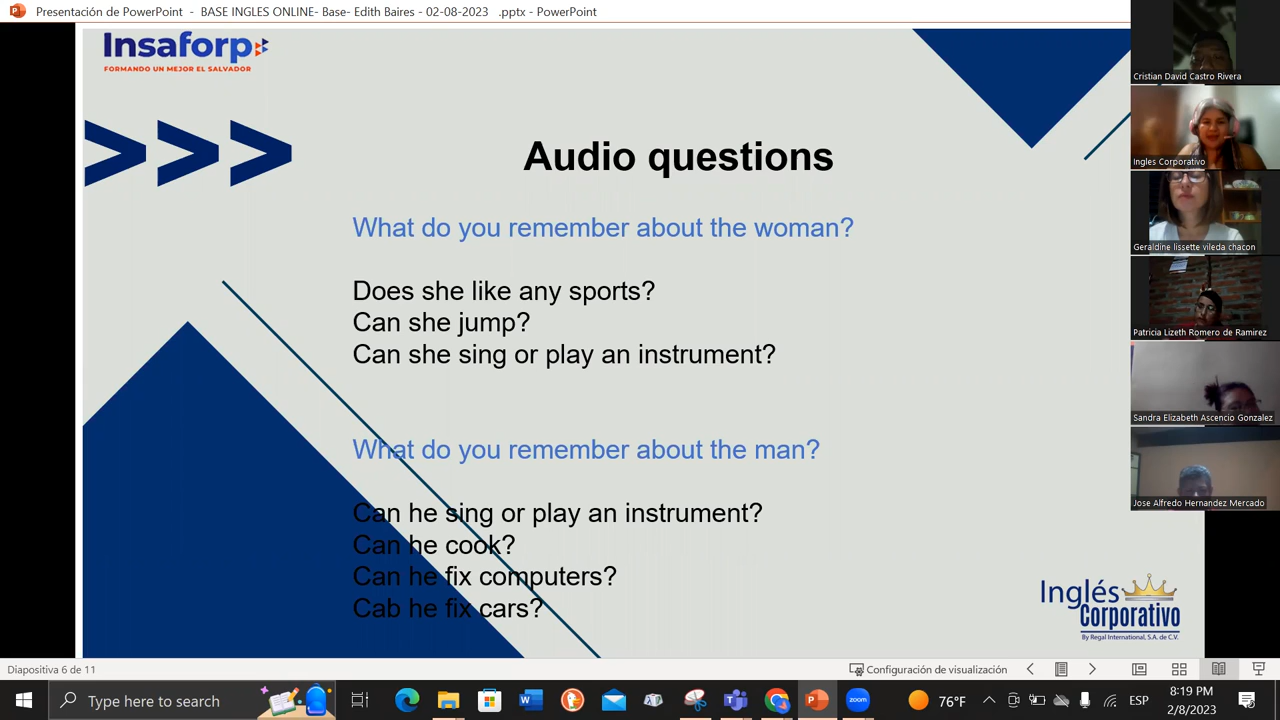 Presentación de PowerPoint - BASE INGLES ONLINE- Base- Edith Baires - 02-08-2023 .pptx - PowerPoint
Insaforp
FORMANDO UN MEJOR EL SALVADOR
>>>
Audio questions
What do you remember about the woman?
Does she like any sports?
Can she jump?
Can she sing or play an instrument?
What do you remember about the man?
Can he sing or play an instrument?
Can he cook?
Can he fix computers?
Cab he fix cars?
Inglés
Corporativo
By Regal International, S.A. de C.V.
Cristian David Castro Rivera
Ingles Corporativo
Geraldine lissette vileda chacon
Patricia Lizeth Romero de Ramirez
Sandra Elizabeth Ascencio Gonzalez
Jose Alfredo Hernandez Mercado
Diapositiva 6 de 11
Configuración de visualización
Type here to search
zoom
76°F
ESP
8:19 PM
2/8/2023